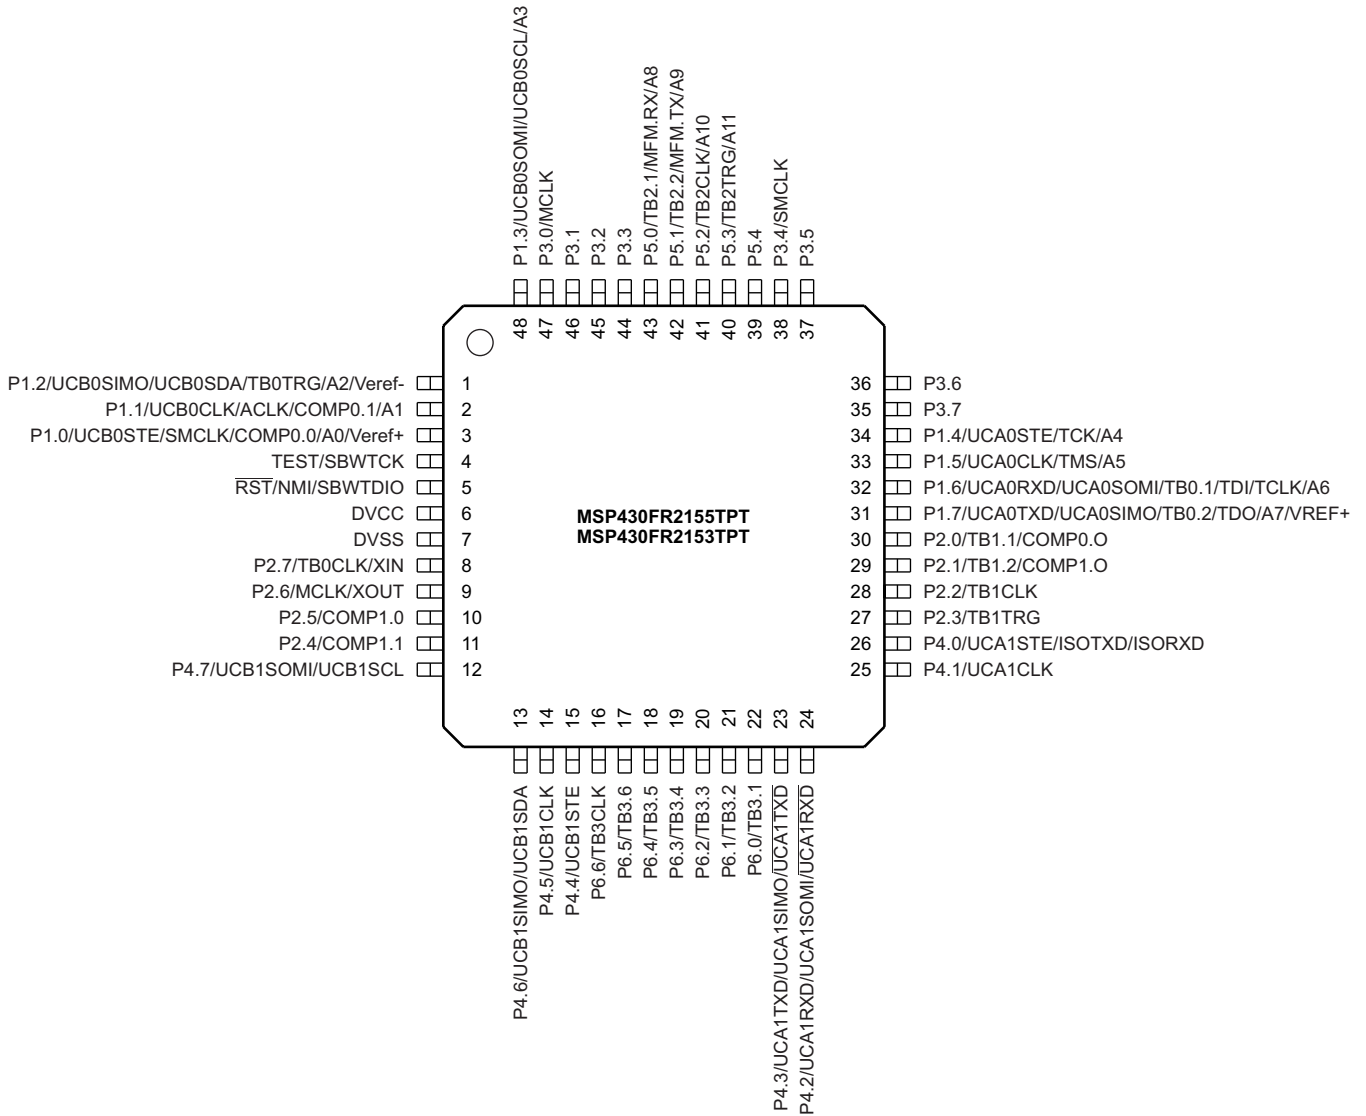 P1.3/UCB0SOMI/UCB0SCL/A3
P3.0/MCLK
P3.1
P3.2
P3.3
P5.0/TB2.1/MFM.RX/A8
P5.1/TB2.2/MFM.TX/A9
P5.2/TB2CLK/A10
P5.3/TB2TRG/A11
P5.4
P3.4/SMCLK
P3.5
48 47 46 45 44 43 42 41 40 39 38 37
P1.2/UCB0SIMO/UCB0SDA/TB0TRG/A2/Veref- 1
P1.1/UCB0CLK/ACLK/COMP0.1/A1 2
P1.0/UCB0STE/SMCLK/COMP0.0/A0/Veref+ 3
TEST/SBWTCK 4
R̅S̅T̅/NMI/SBWTDIO 5
DVCC 6
DVSS 7
P2.7/TB0CLK/XIN 8
P2.6/MCLK/XOUT 9
P2.5/COMP1.0 10
P2.4/COMP1.1 11
P4.7/UCB1SOMI/UCB1SCL 12
MSP430FR2155TPT
MSP430FR2153TPT
36 P3.6
35 P3.7
34 P1.4/UCA0STE/TCK/A4
33 P1.5/UCA0CLK/TMS/A5
32 P1.6/UCA0RXD/UCA0SOMI/TB0.1/TDI/TCLK/A6
31 P1.7/UCA0TXD/UCA0SIMO/TB0.2/TDO/A7/VREF+
30 P2.0/TB1.1/COMP0.O
29 P2.1/TB1.2/COMP1.O
28 P2.2/TB1CLK
27 P2.3/TB1TRG
26 P4.0/UCA1STE/ISOTXD/ISORXD
25 P4.1/UCA1CLK
13 14 15 16 17 18 19 20 21 22 23 24
P4.6/UCB1SIMO/UCB1SDA
P4.5/UCB1CLK
P4.4/UCB1STE
P6.6/TB3CLK
P6.5/TB3.6
P6.4/TB3.5
P6.3/TB3.4
P6.2/TB3.3
P6.1/TB3.2
P6.0/TB3.1
P4.3/UCA1TXD/UCA1SIMO/U̅C̅A̅1̅T̅X̅D̅
P4.2/UCA1RXD/UCA1SOMI/U̅C̅A̅1̅R̅X̅D̅